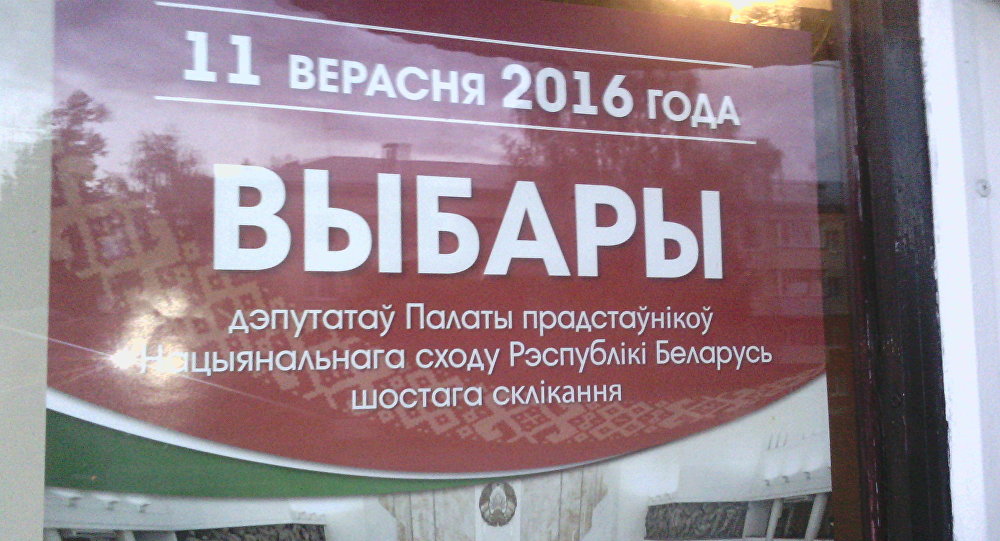 11 ВЕРАСНЯ 2016 ГОДА
ВЫБАРЫ
дэпутатаў Палаты прадстаўнікоў
Нацыянальнага сходу Рэспублікі Беларусь
шостага склікання